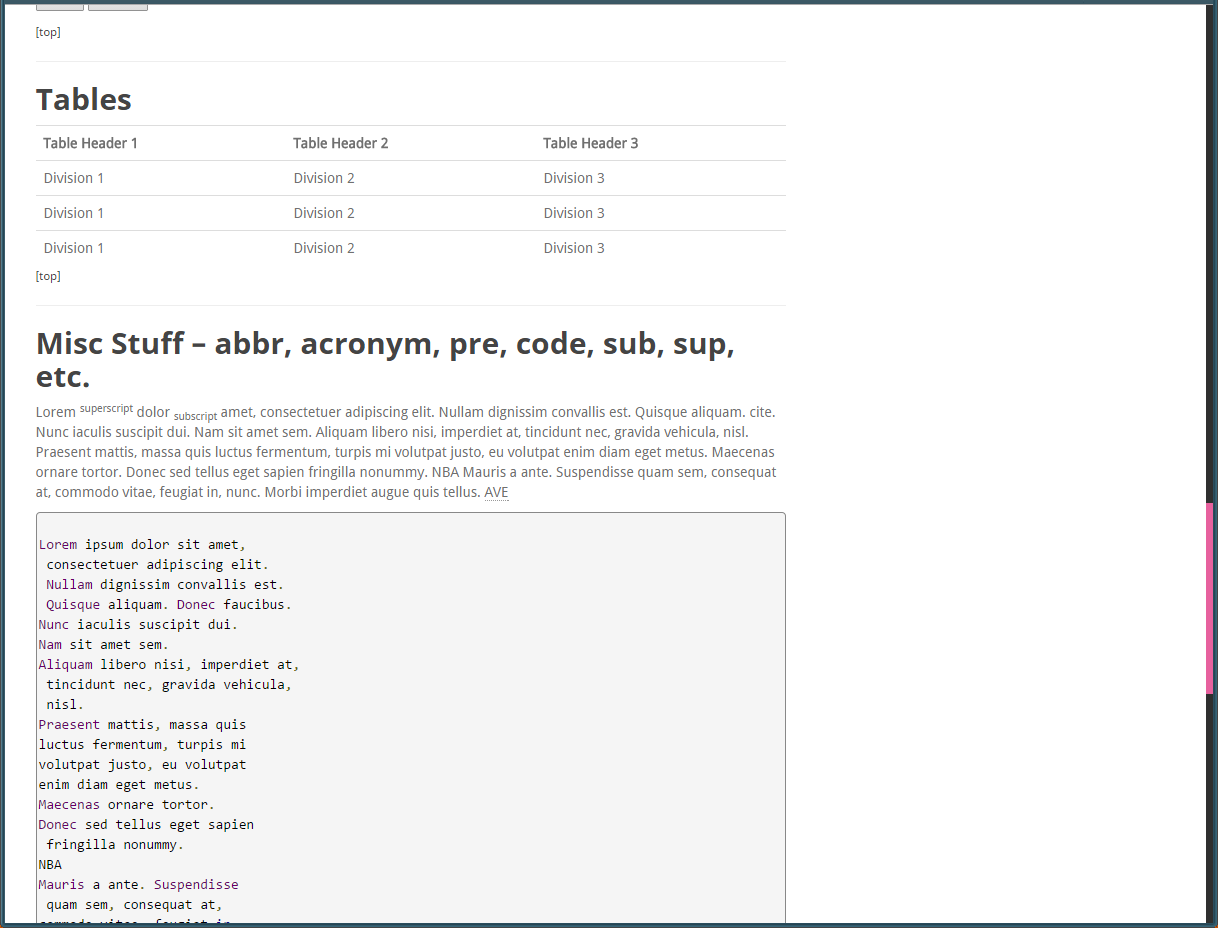 [top]
Tables
Table Header 1 Table Header 2 Table Header 3
Division 1 Division 2 Division 3
Division 1 Division 2 Division 3
Division 1 Division 2 Division 3
[top]
Misc Stuff – abbr, acronym, pre, code, sub, sup,
etc.
Lorem superscript dolor subscript amet, consectetuer adipiscing elit. Nullam dignissim convallis est. Quisque aliquam. cite.
Nunc iaculis suscipit dui. Nam sit amet sem. Aliquam libero nisi, imperdiet at, tincidunt nec, gravida vehicula, nisl.
Praesent mattis, massa quis luctus fermentum, turpis mi volutpat justo, eu volutpat enim diam eget metus. Maecenas
ornare tortor. Donec sed tellus eget sapien fringilla nonummy. NBA Mauris a ante. Suspendisse quam sem, consequat
at, commodo vitae, feugiat in, nunc. Morbi imperdiet augue quis tellus. AVE
Lorem ipsum dolor sit amet,
consectetuer adipiscing elit.
Nullam dignissim convallis est.
Quisque aliquam. Donec faucibus.
Nunc iaculis suscipit dui.
Nam sit amet sem.
Aliquam libero nisi, imperdiet at,
tincidunt nec, gravida vehicula,
nisl.
Praesent mattis, massa quis
luctus fermentum, turpis mi
volutpat justo, eu volutpat
enim diam eget metus.
Maecenas ornare tortor.
Donec sed tellus eget sapien
fringilla nonummy.
NBA
Mauris a ante. Suspendisse
quam sem, consequat at,
commodo vitae, feugiat in